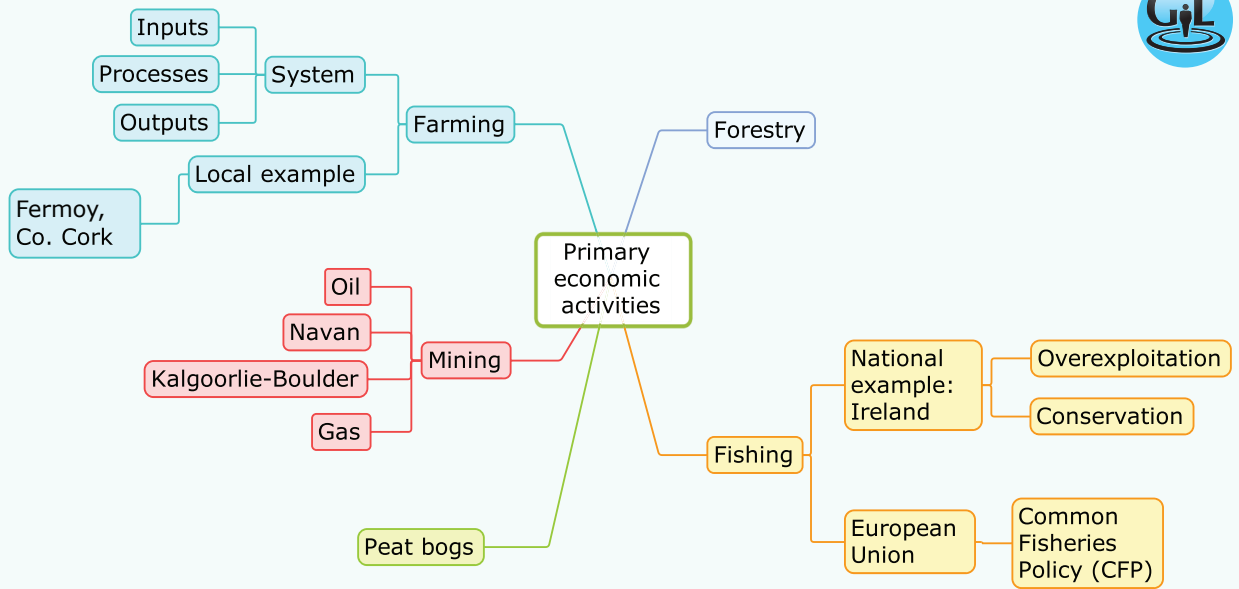 GiL
Inputs
Processes
Outputs
System
Farming
Local example
Fermoy,
Co. Cork
Forestry
Primary
economic
activities
Oil
Navan
Kalgoorlie-Boulder
Gas
Mining
Peat bogs
Fishing
National
example:
Ireland
Overexploitation
Conservation
European
Union
Common
Fisheries
Policy (CFP)